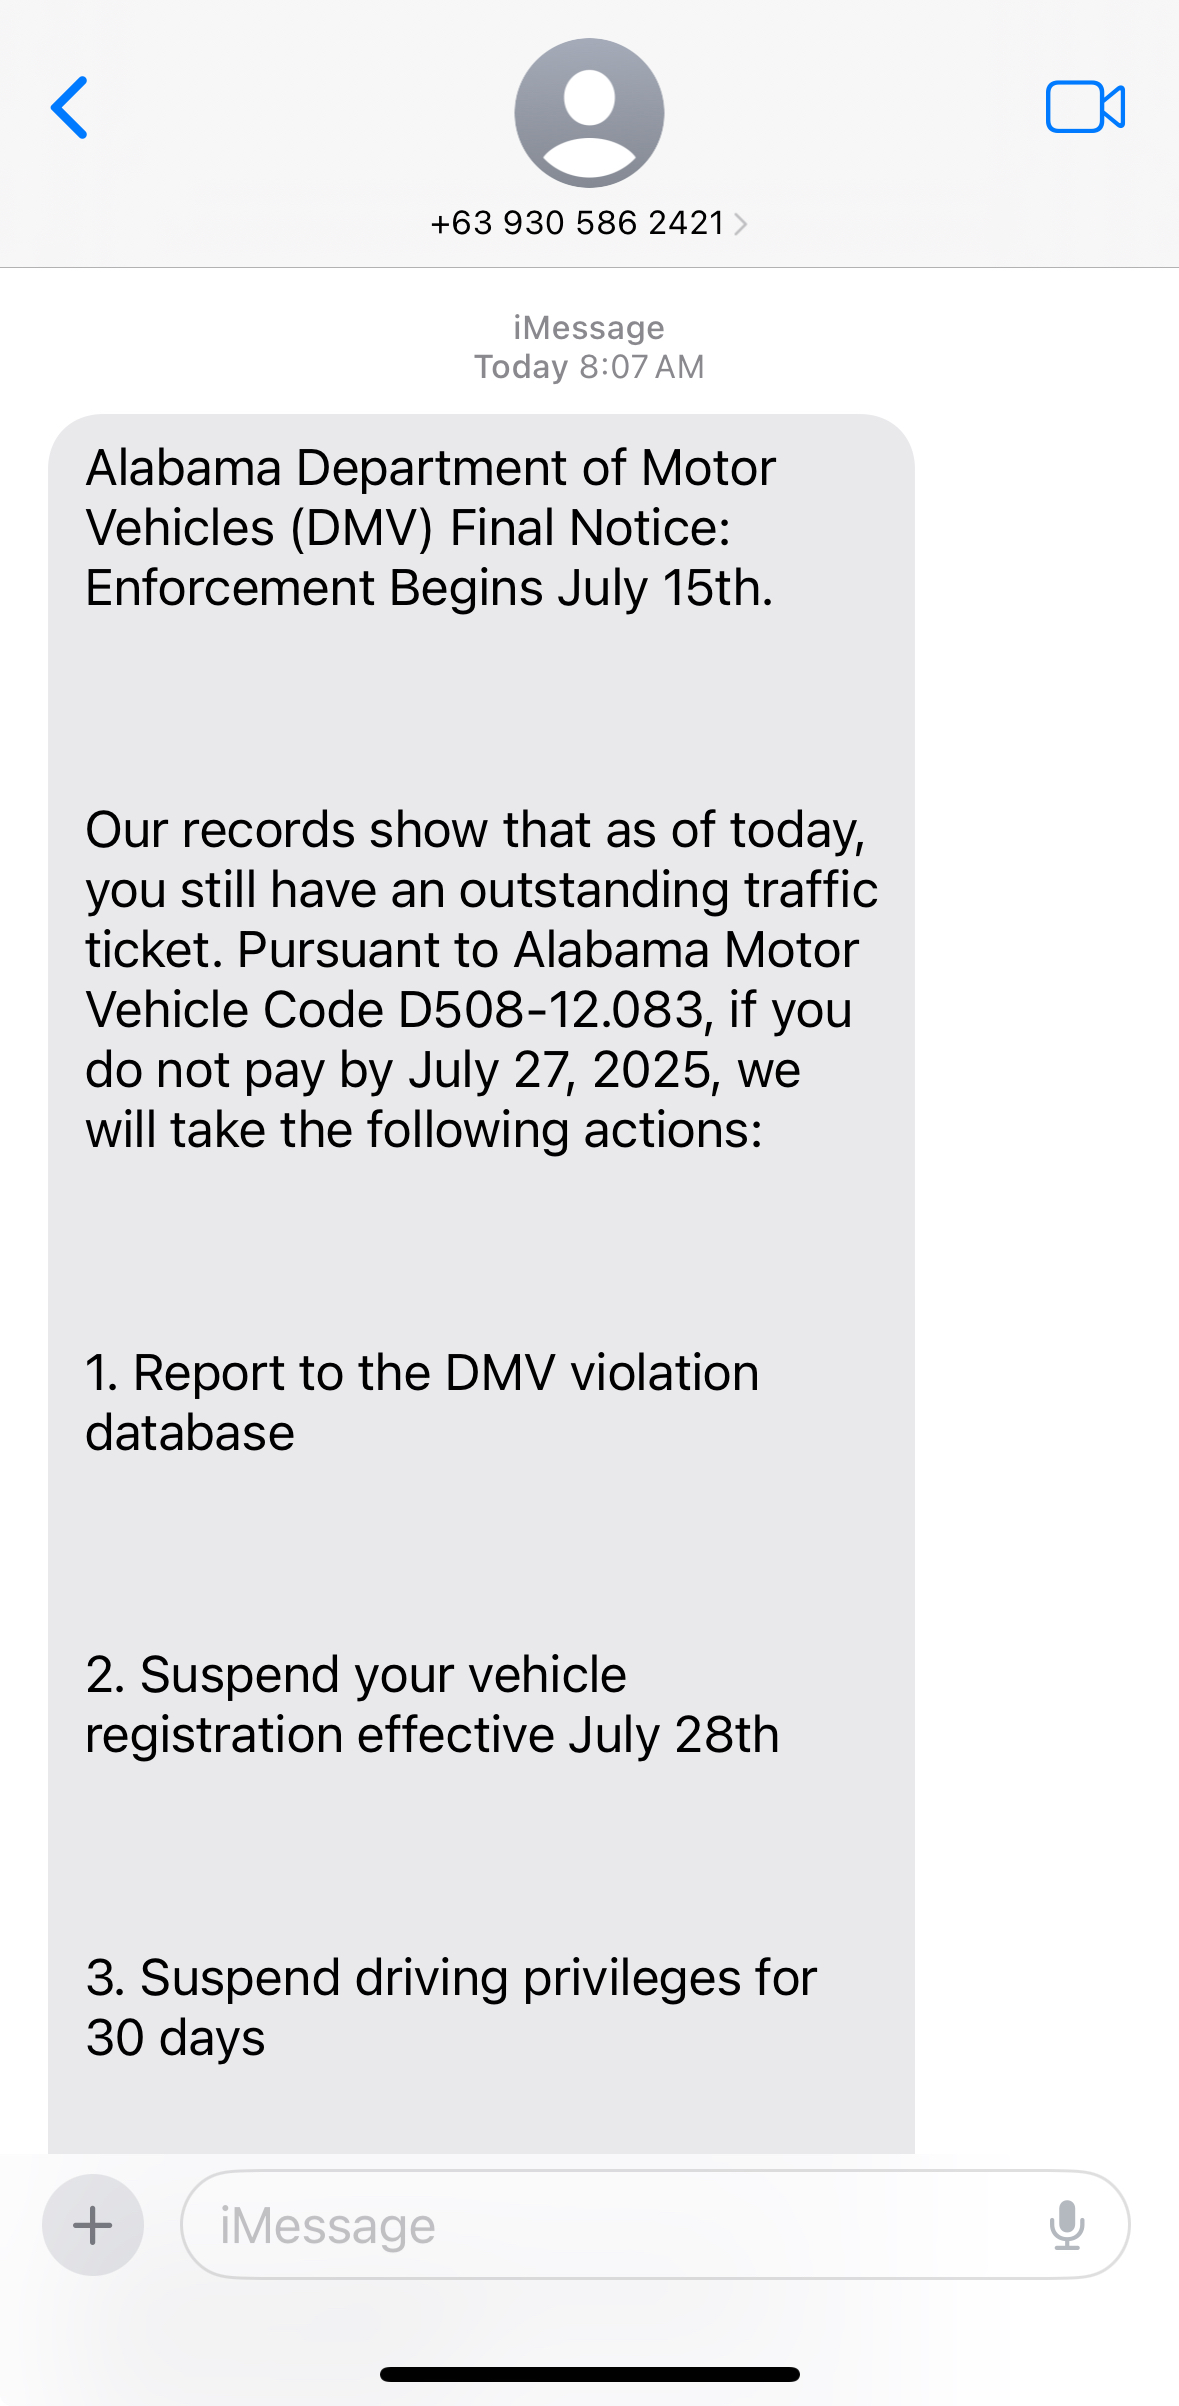 +63 930 586 2421
iMessage
Today 8:07 AM
Alabama Department of Motor
Vehicles (DMV) Final Notice:
Enforcement Begins July 15th.
Our records show that as of today,
you still have an outstanding traffic
ticket. Pursuant to Alabama Motor
Vehicle Code D508-12.083, if you
do not pay by July 27, 2025, we
will take the following actions:
1. Report to the DMV violation
database
2. Suspend your vehicle
registration effective July 28th
3. Suspend driving privileges for
30 days
iMessage